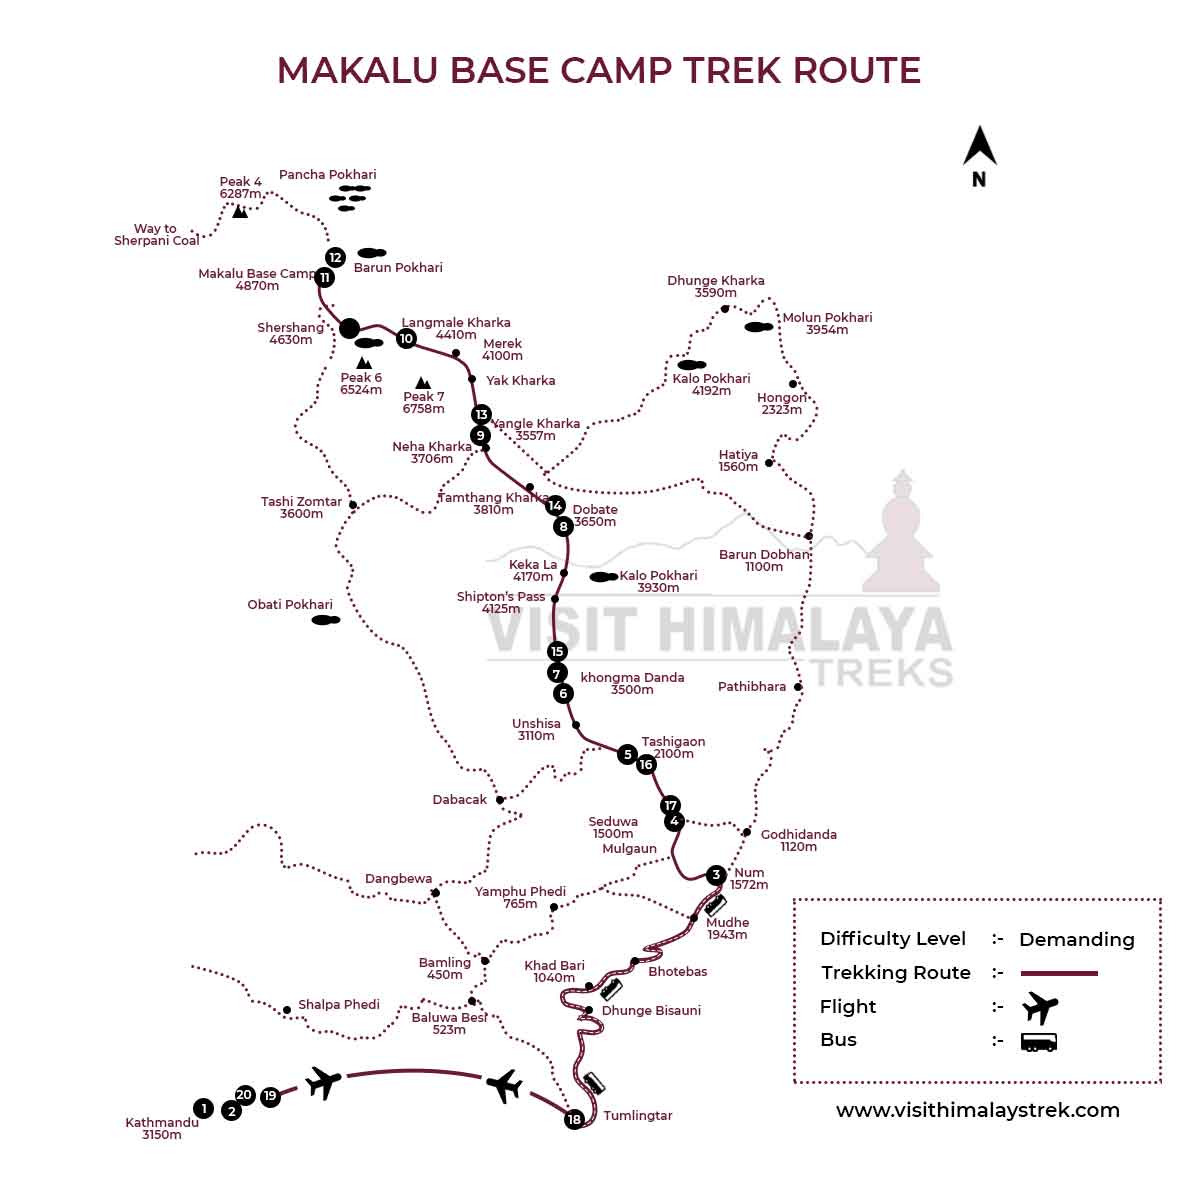 MAKALU BASE CAMP TREK ROUTE
N
Pancha Pokhari
Peak 4
6287m
Way to
Sherpani Coal
12
Barun Pokhari
Makalu Base Camp
4870m
11
Dhunge Kharka
3590m
Molun Pokhari
3954m
Shershang
4630m
Langmale Kharka
4410m
10
Merek
4100m
Peak 6
6524m
Peak 7
6758m
Yak Kharka
Kalo Pokhari
4192m
Hongon
2323m
13
Yangle Kharka
3557m
9
Neha Kharka
3706m
Hatiya
1560m
Tashi Zomtar
3600m
Tamthang Kharka
3810m
14
Dobate
3650m
8
Barun Dobhan
1100m
Keka La
4170m
Kalo Pokhari
3930m
Shipton's Pass
4125m
Obati Pokhari
VISIT HIMALAYA
TREKS
15
7
khongma Danda
3500m
6
Pathibhara
Unshisa
3110m
5
Tashigaon
2100m
16
Dabacak
17
4
Seduwa
1500m
Mulgaun
Godhidanda
1120m
3
Num
1572m
Dangbewa
Yamphu Phedi
765m
Mudhe
1943m
Bamling
450m
Khad Bari
1040m
Bhotebas
Shalpa Phedi
Baluwa Besi
523m
Dhunge Bisauni
1
2
20
19
Kathmandu
3150m
18
Tumlingtar
Difficulty Level :- Demanding
Trekking Route :-
Flight :-
Bus :-
www.visithimalaystrek.com